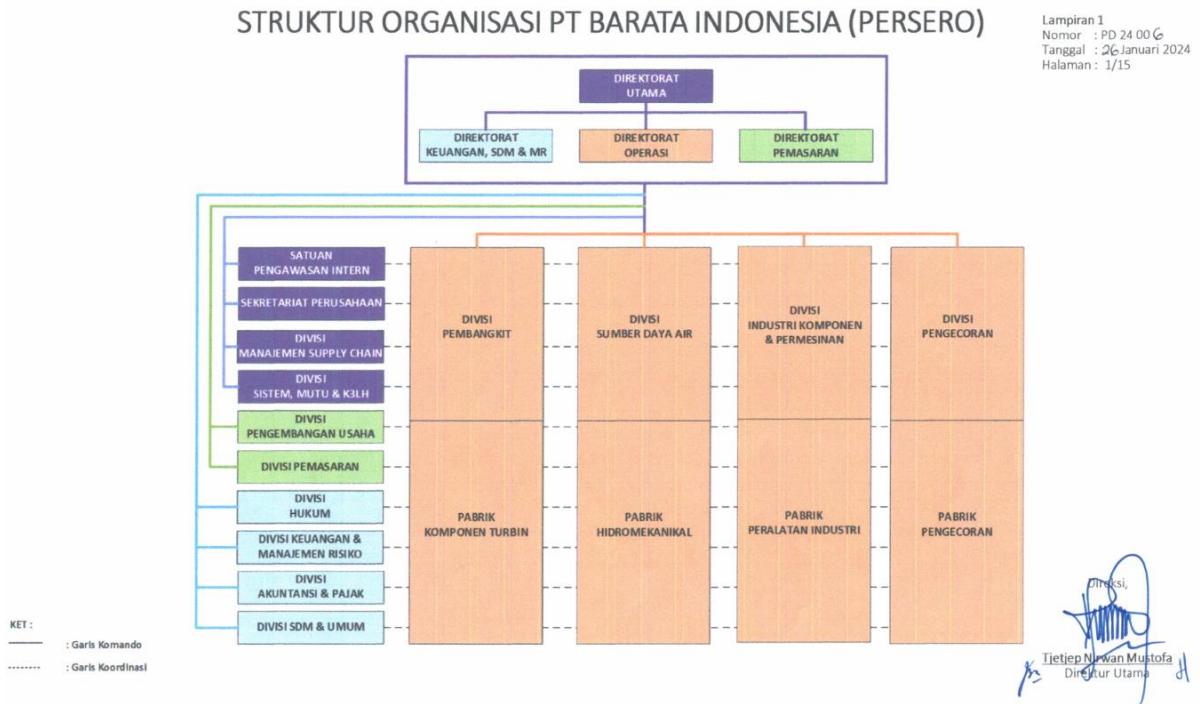 STRUKTUR ORGANISASI PT BARATA INDONESIA (PERSERO)
Lampiran 1
Nomor : PD 24 006
Tanggal : 26 Januari 2024
Halaman : 1/15
DIREKTORAT
UTAMA
DIREKTORAT
KEUANGAN, SDM & MR
DIREKTORAT
OPERASI
DIREKTORAT
PEMASARAN
SATUAN
PENGAWASAN INTERN
SEKRETARIAT PERUSAHAAN
DIVISI
MANAJEMEN SUPPLY CHAIN
DIVISI
SISTEM, MUTU & K3LH
DIVISI
PENGEMBANGAN USAHA
DIVISI PEMASARAN
DIVISI
HUKUM
DIVISI KEUANGAN &
MANAJEMEN RISIKO
DIVISI
AKUNTANSI & PAJAK
DIVISI SDM & UMUM
DIVISI
PEMBANGKIT
DIVISI
SUMBER DAYA AIR
DIVISI
INDUSTRI KOMPONEN
& PERMESINAN
DIVISI
PENGECORAN
PABRIK
KOMPONEN TURBIN
PABRIK
HIDROMEKANIKAL
PABRIK
PERALATAN INDUSTRI
PABRIK
PENGECORAN
KET :
: Garis Komando
: Garis Koordinasi
Direksi,
Tjetjep Nirwan Mustofa
Direktur Utama